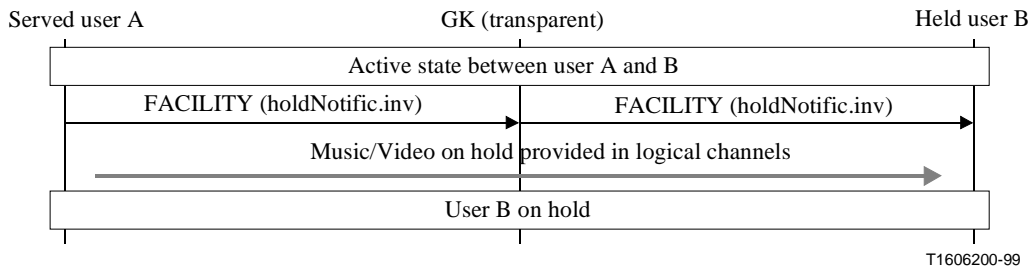 Served user A
GK (transparent)
Held user B
Active state between user A and B
FACILITY (holdNotific.inv)
FACILITY (holdNotific.inv)
Music/Video on hold provided in logical channels
User B on hold
T1606200-99